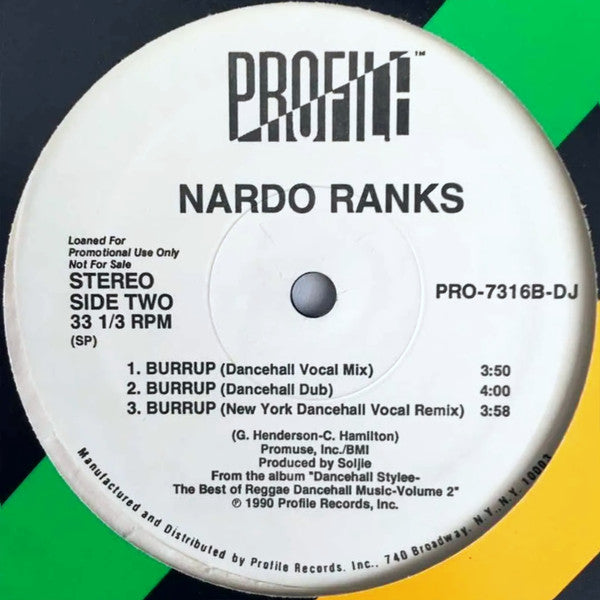 PROFILE™
NARDO RANKS
Loaned For
Promotional Use Only
Not For Sale
STEREO
SIDE TWO
33 1/3 RPM
(SP)
PRO-7316B-DJ
1. BURRUP (Dancehall Vocal Mix) 3:50
2. BURRUP (Dancehall Dub) 4:00
3. BURRUP (New York Dancehall Vocal Remix) 3:58
(G. Henderson-C. Hamilton)
Promuse, Inc./BMI
Produced by Soljie
From the album "Dancehall Stylee-
The Best of Reggae Dancehall Music-Volume 2"
℗ 1990 Profile Records, Inc.
Manufactured and Distributed by Profile Records. Inc., 740 Broadway, N.Y., N.Y. 10003